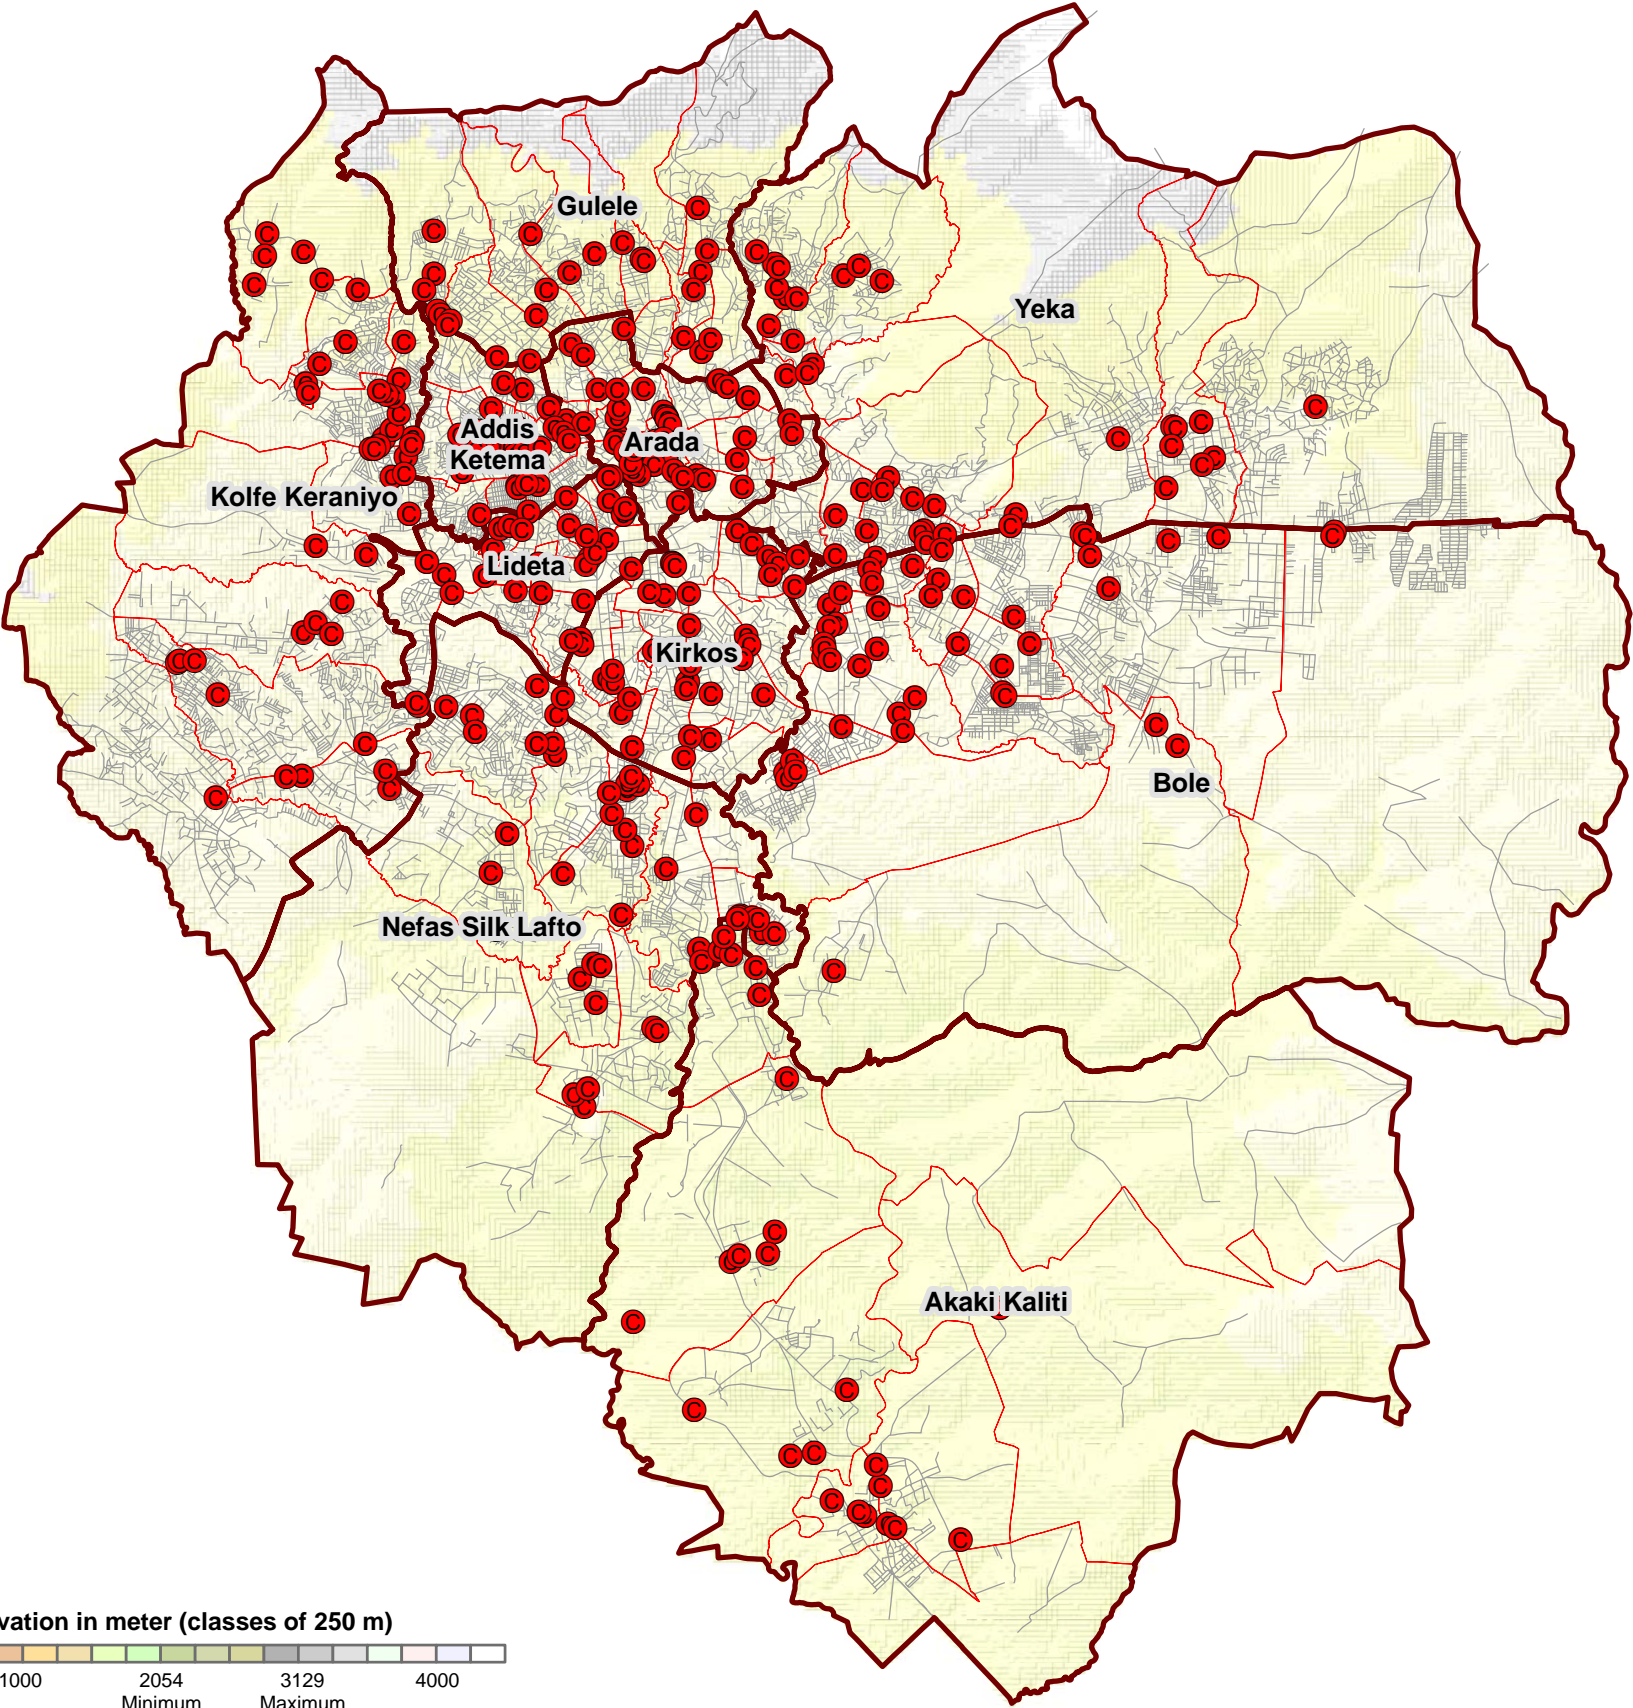 Gulele
Yeka
Addis
Ketema
Arada
Kolfe Keraniyo
Lideta
Kirkos
Bole
Nefas Silk Lafto
Akaki Kaliti
vation in meter (classes of 250 m)
1000 2054 3129 4000
Minimum Maximum